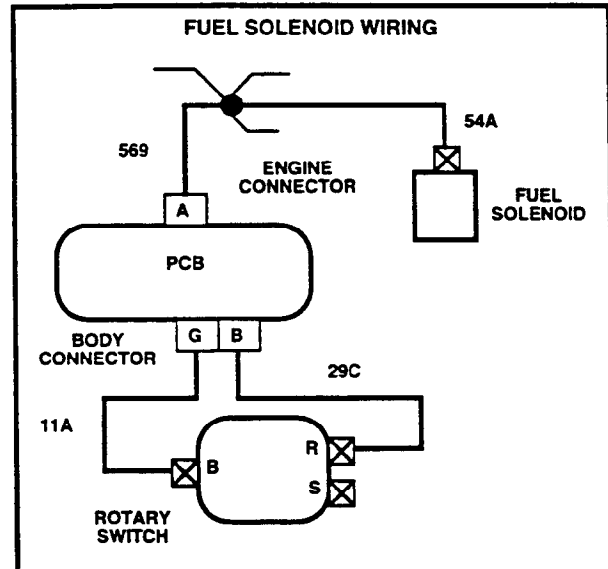 FUEL SOLENOID WIRING
54A
569
ENGINE
CONNECTOR
A
FUEL
SOLENOID
PCB
BODY
CONNECTOR
G B
29C
11A
R
B
S
ROTARY
SWITCH